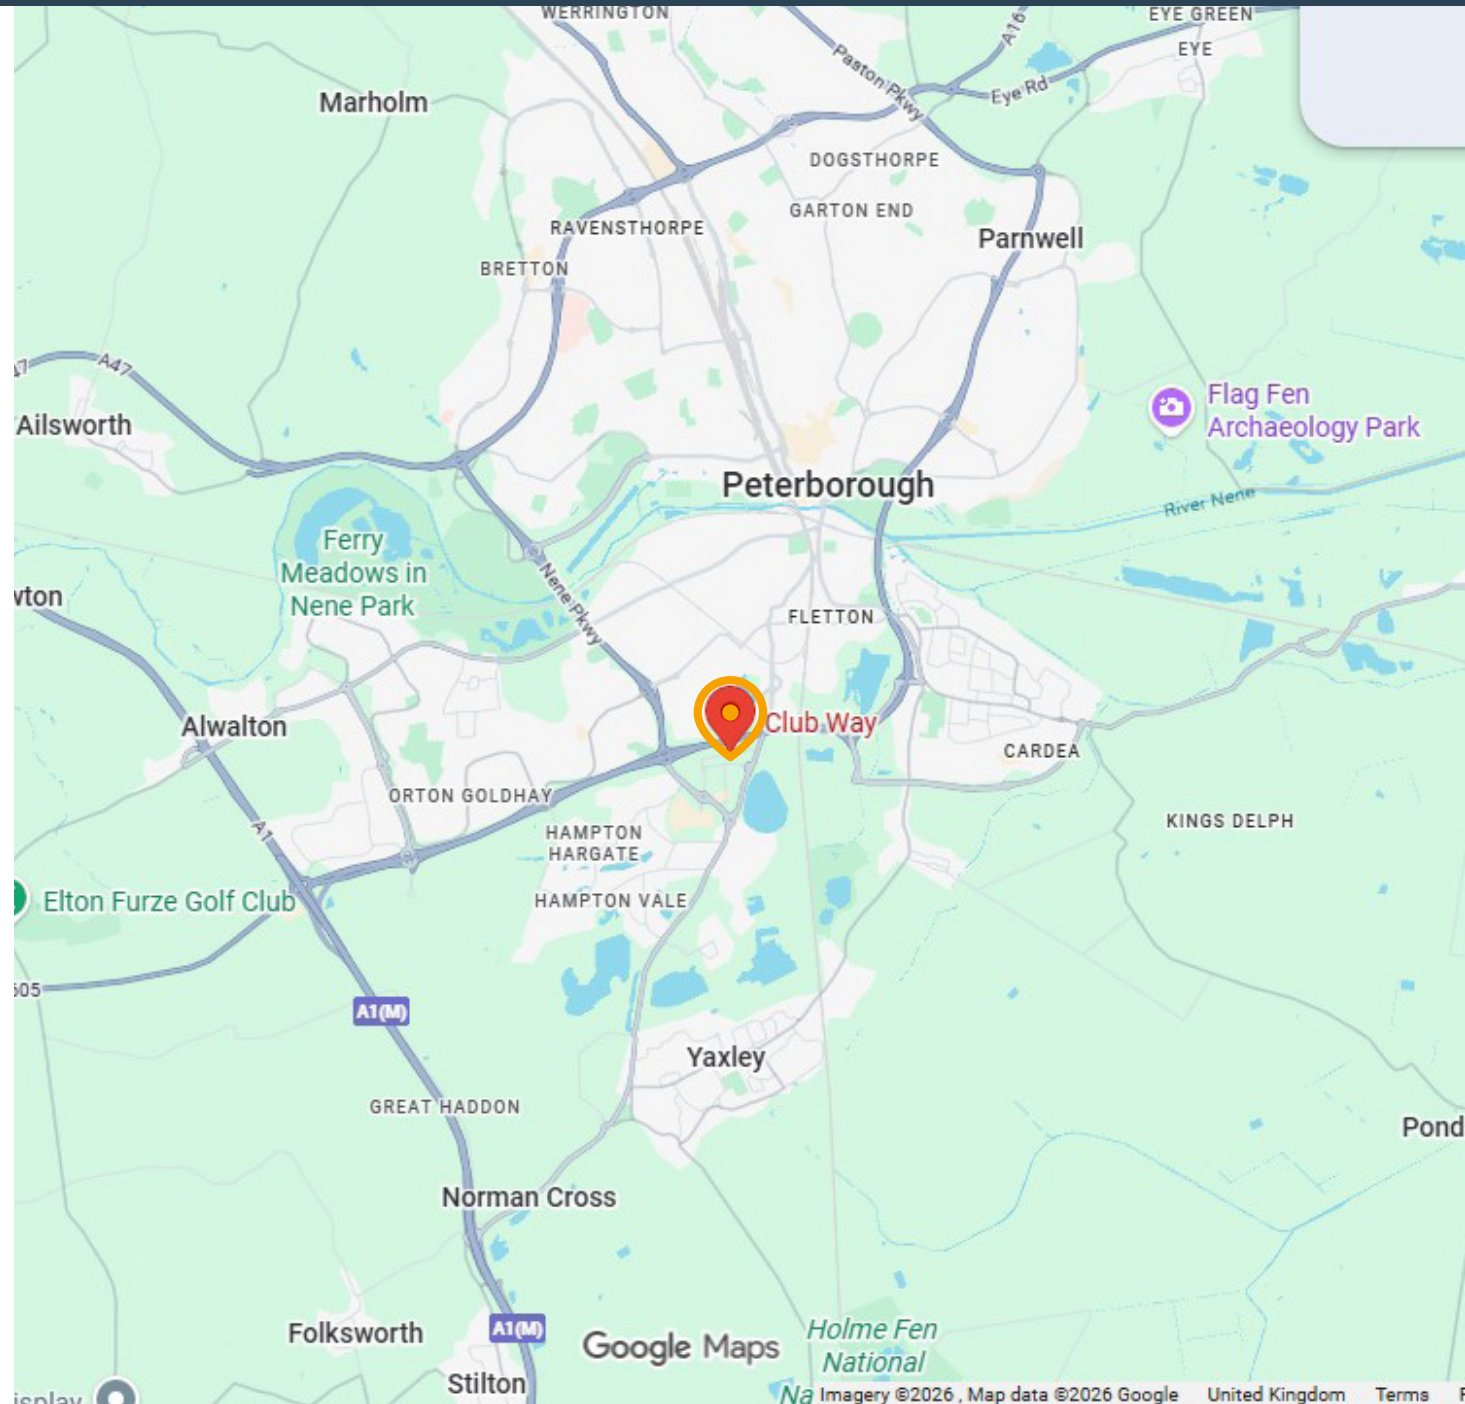 WERRINGTON
EYE GREEN
A16
EYE
Paston Pkwy
Eye Rd
Marholm
DOGSTHORPE
GARTON END
RAVENSTHORPE
Parnwell
BRETTON
A47
Flag Fen
Archaeology Park
Ailsworth
Peterborough
River Nene
Ferry
Meadows in
Nene Park
Nene Pkwy
FLETTON
Club Way
Alwalton
CARDEA
ORTON GOLDHAY
A1
HAMPTON
HARGATE
KINGS DELPH
Elton Furze Golf Club
HAMPTON VALE
A1(M)
Yaxley
GREAT HADDON
Pond
Norman Cross
Folksworth
A1(M)
Google Maps
Holme Fen
National
Na
Stilton
Imagery ©2026 , Map data ©2026 Google United Kingdom Terms